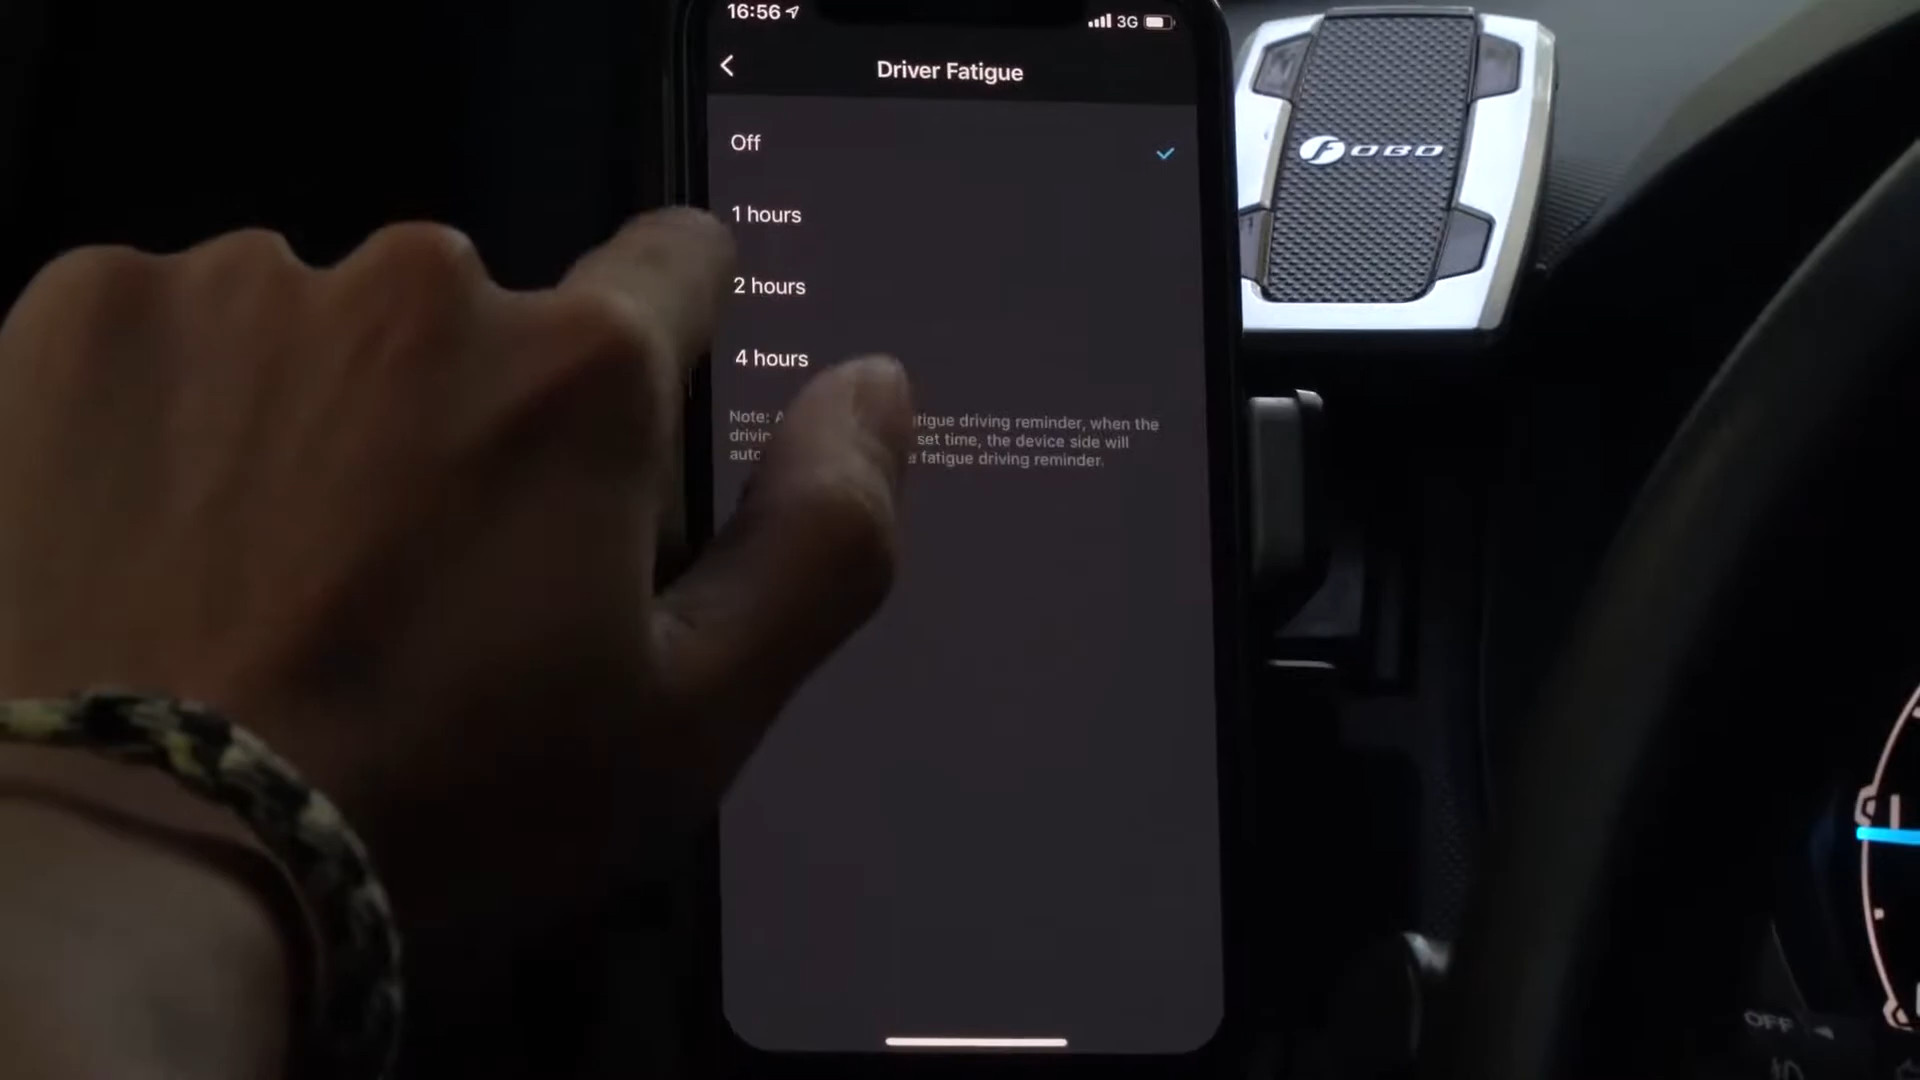 16:56
3G
Driver Fatigue
Off
1 hours
2 hours
4 hours
Note: fatigue driving reminder, when the
set time, the device side will
a fatigue driving reminder.
FOBO
OFF